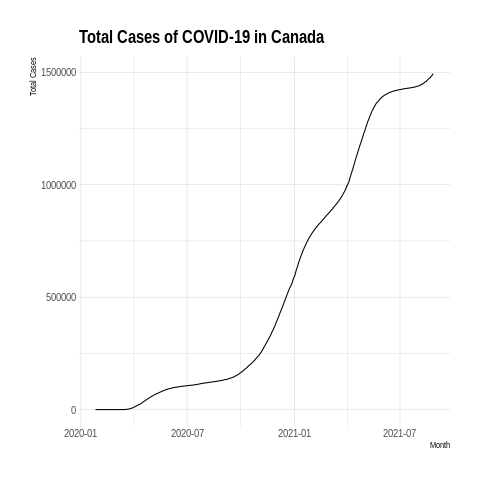 Total Cases of COVID-19 in Canada
Total Cases
1500000
1000000
500000
0
2020-01 2020-07 2021-01 2021-07
Month